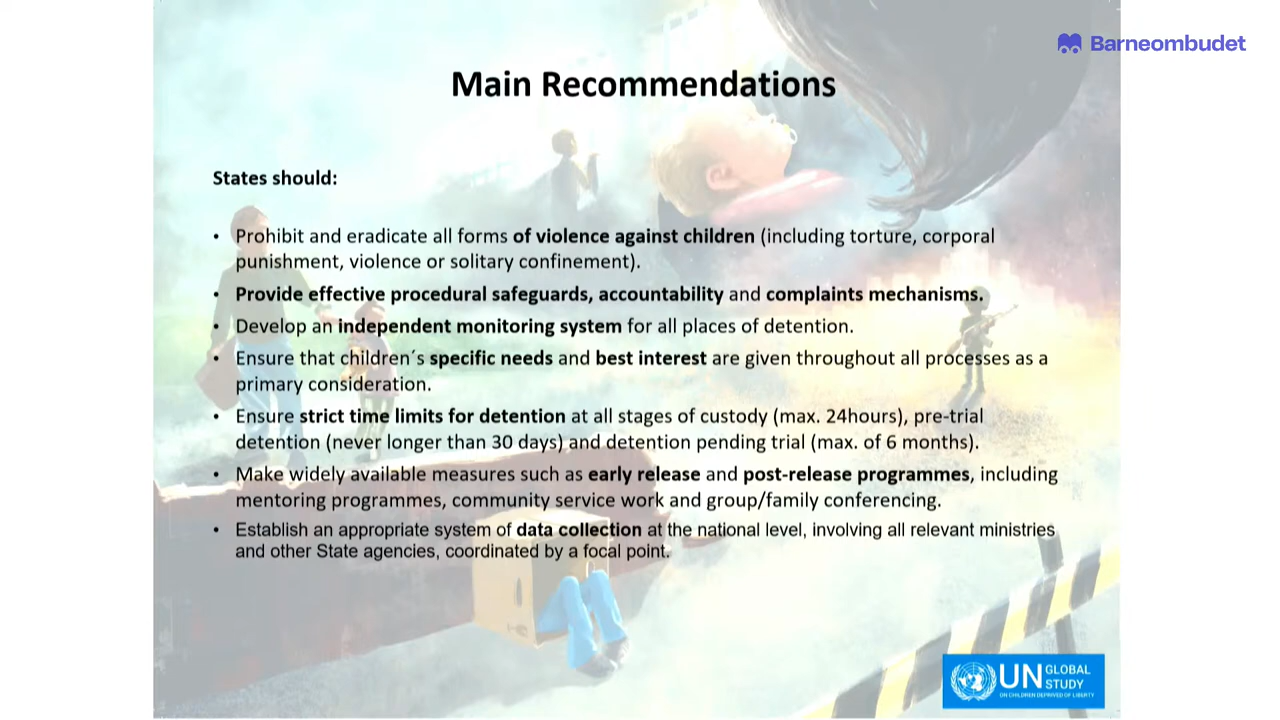 Barneombudet
Main Recommendations
States should:
• Prohibit and eradicate all forms of violence against children (including torture, corporal
punishment, violence or solitary confinement).
• Provide effective procedural safeguards, accountability and complaints mechanisms.
• Develop an independent monitoring system for all places of detention.
• Ensure that children´s specific needs and best interest are given throughout all processes as a
primary consideration.
• Ensure strict time limits for detention at all stages of custody (max. 24hours), pre-trial
detention (never longer than 30 days) and detention pending trial (max. of 6 months).
• Make widely available measures such as early release and post-release programmes, including
mentoring programmes, community service work and group/family conferencing.
• Establish an appropriate system of data collection at the national level, involving all relevant ministries
and other State agencies, coordinated by a focal point.
UN GLOBAL
STUDY
ON CHILDREN DEPRIVED OF LIBERTY